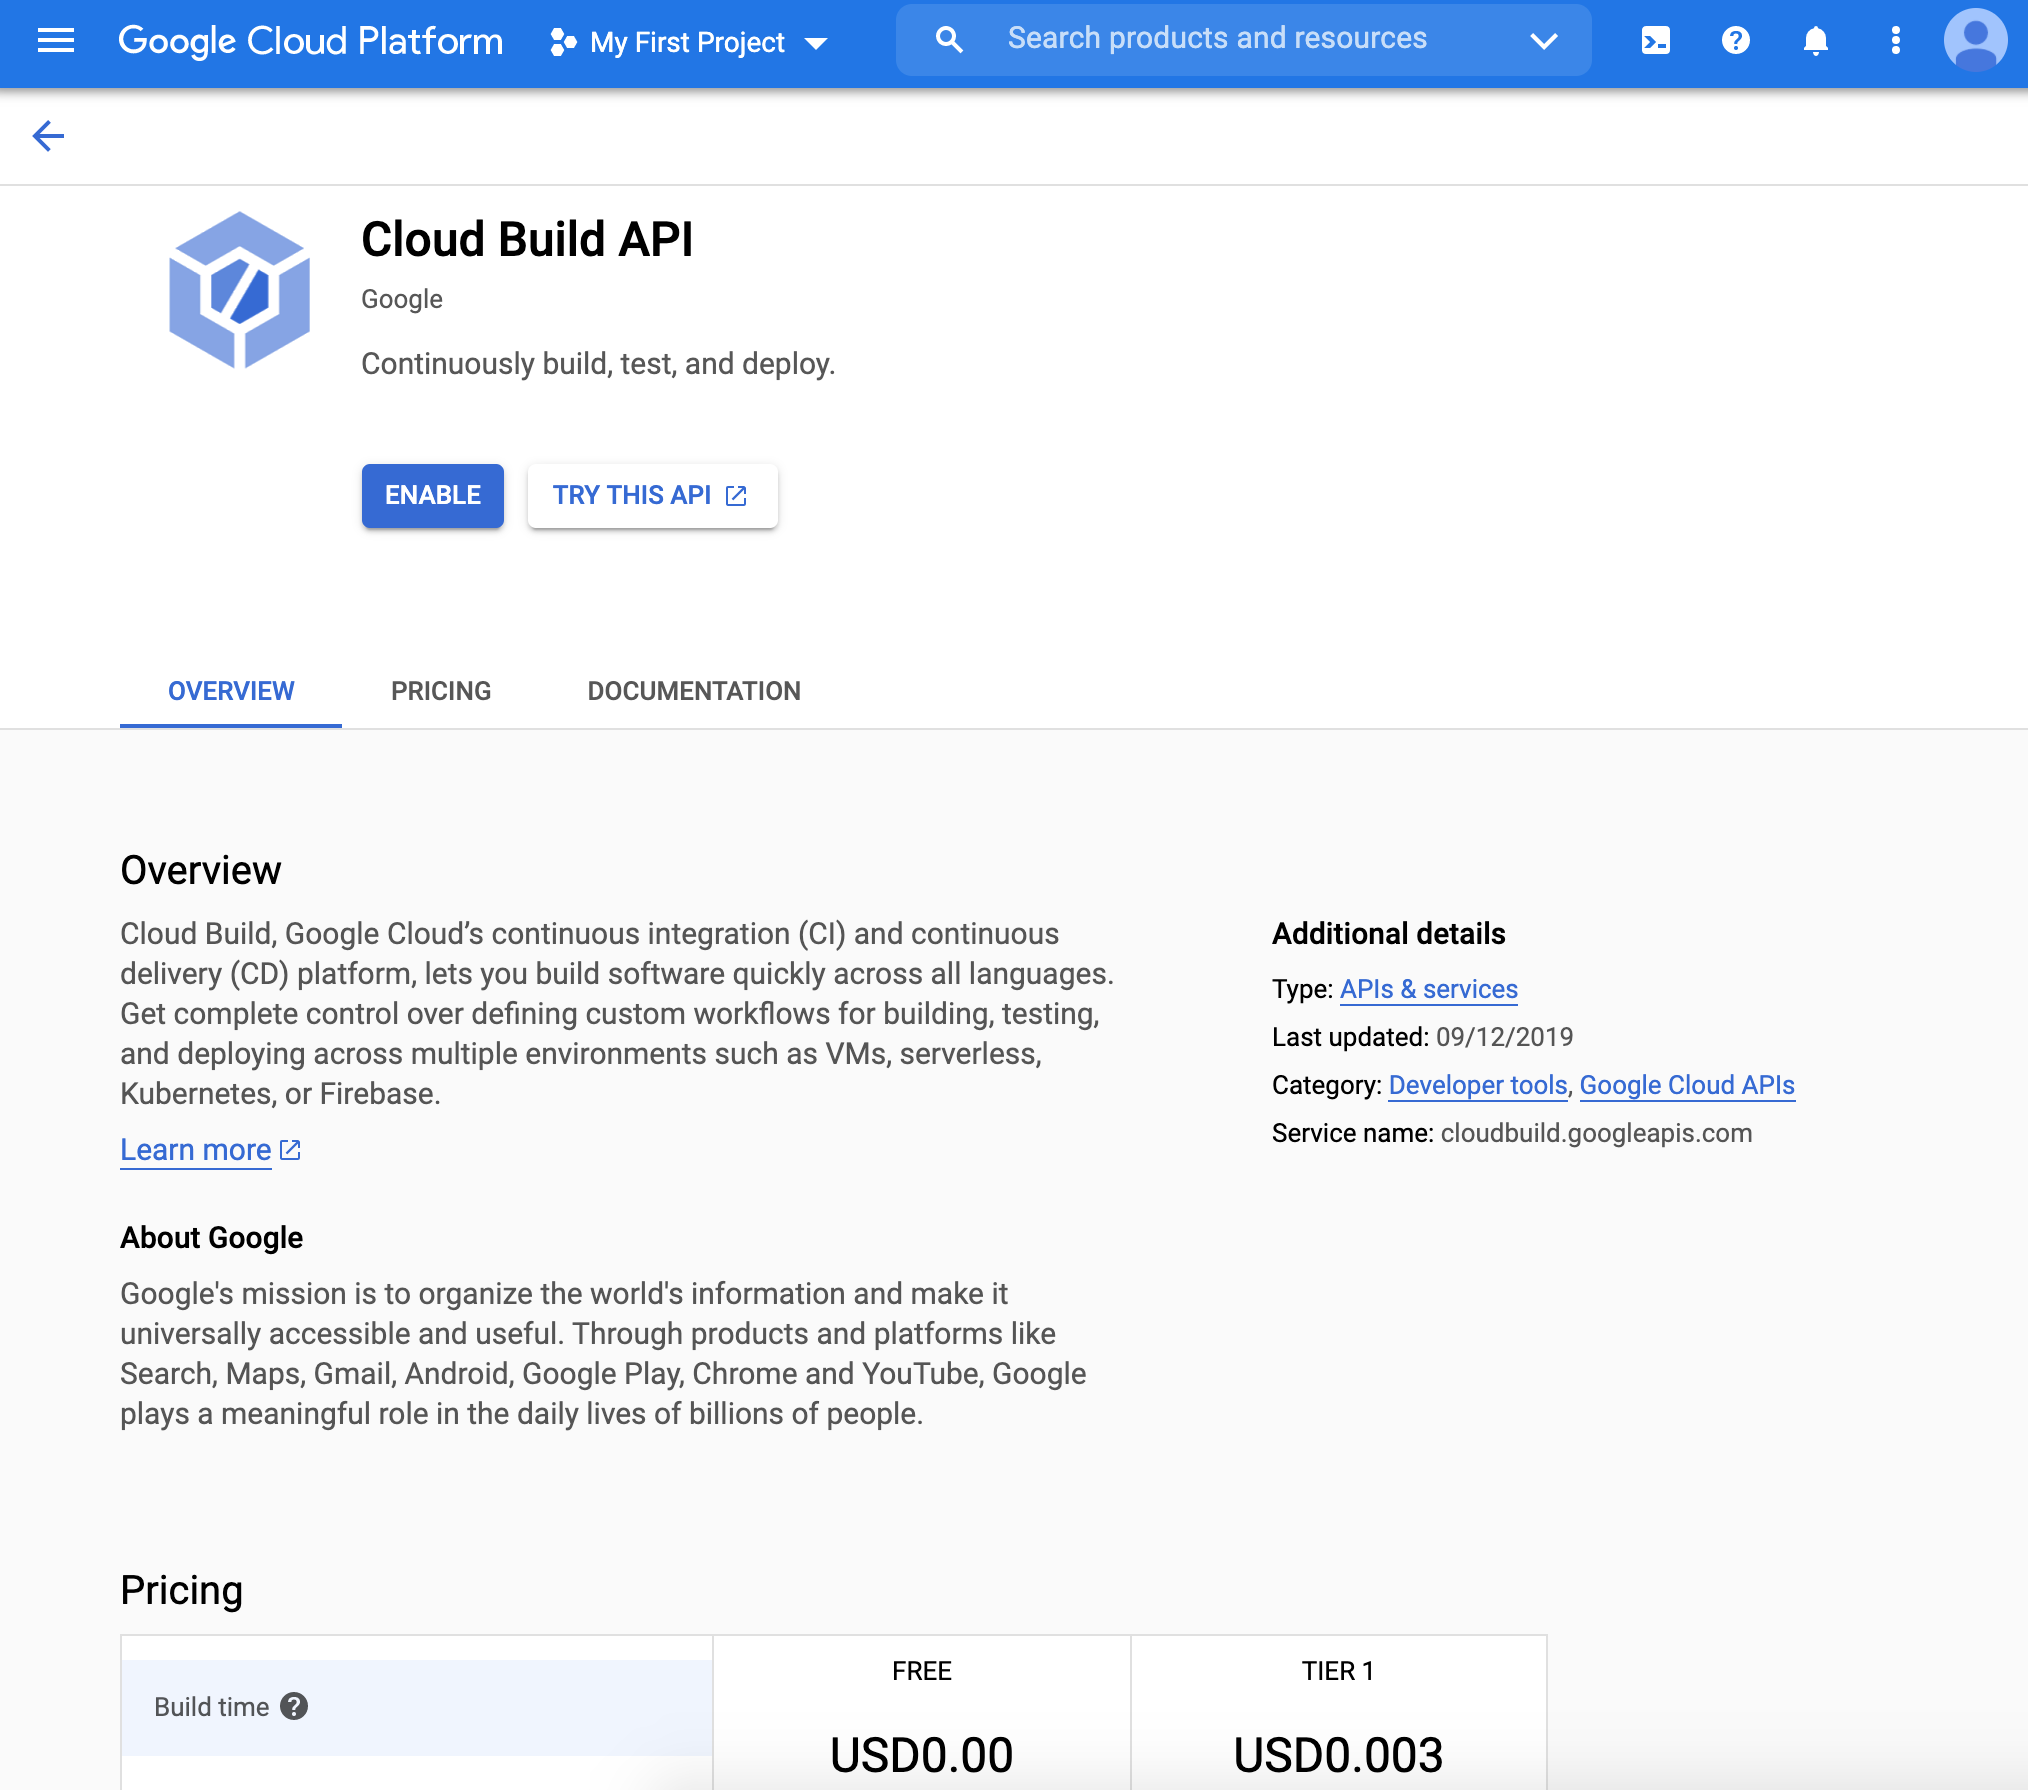 Google Cloud Platform
My First Project
Search products and resources
Cloud Build API
Google
Continuously build, test, and deploy.
ENABLE
TRY THIS API
OVERVIEW
PRICING
DOCUMENTATION
Overview
Cloud Build, Google Cloud’s continuous integration (CI) and continuous
delivery (CD) platform, lets you build software quickly across all languages.
Get complete control over defining custom workflows for building, testing,
and deploying across multiple environments such as VMs, serverless,
Kubernetes, or Firebase.
Learn more
Additional details
Type: APIs & services
Last updated: 09/12/2019
Category: Developer tools, Google Cloud APIs
Service name: cloudbuild.googleapis.com
About Google
Google's mission is to organize the world's information and make it
universally accessible and useful. Through products and platforms like
Search, Maps, Gmail, Android, Google Play, Chrome and YouTube, Google
plays a meaningful role in the daily lives of billions of people.
Pricing
FREE
TIER 1
Build time
USD0.00
USD0.003